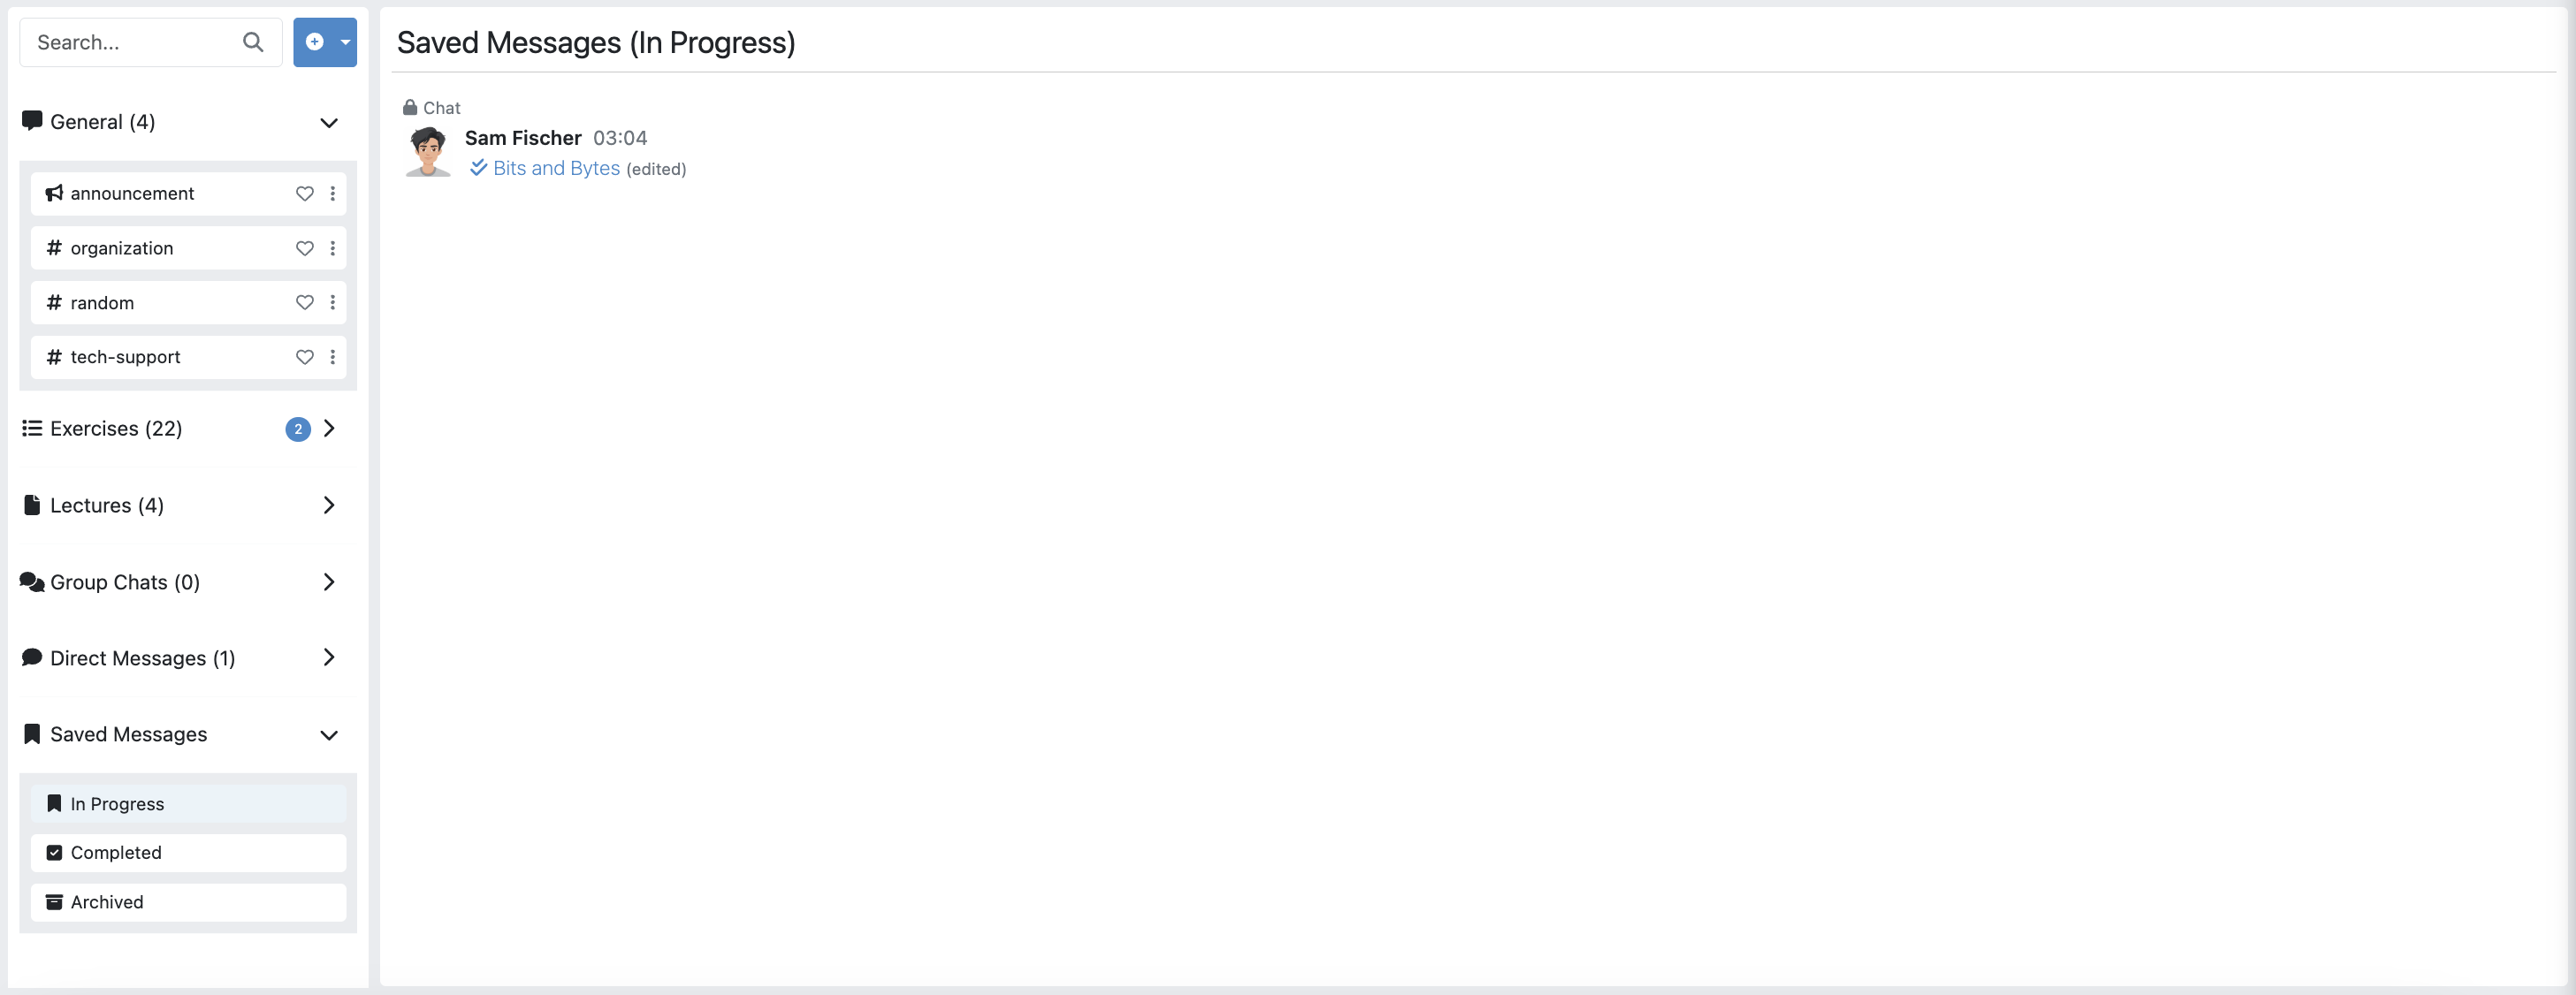 Search...
General (4)
announcement
# organization
# random
# tech-support
Exercises (22) 2
Lectures (4)
Group Chats (0)
Direct Messages (1)
Saved Messages
In Progress
Completed
Archived
Saved Messages (In Progress)
Chat
Sam Fischer 03:04
Bits and Bytes (edited)